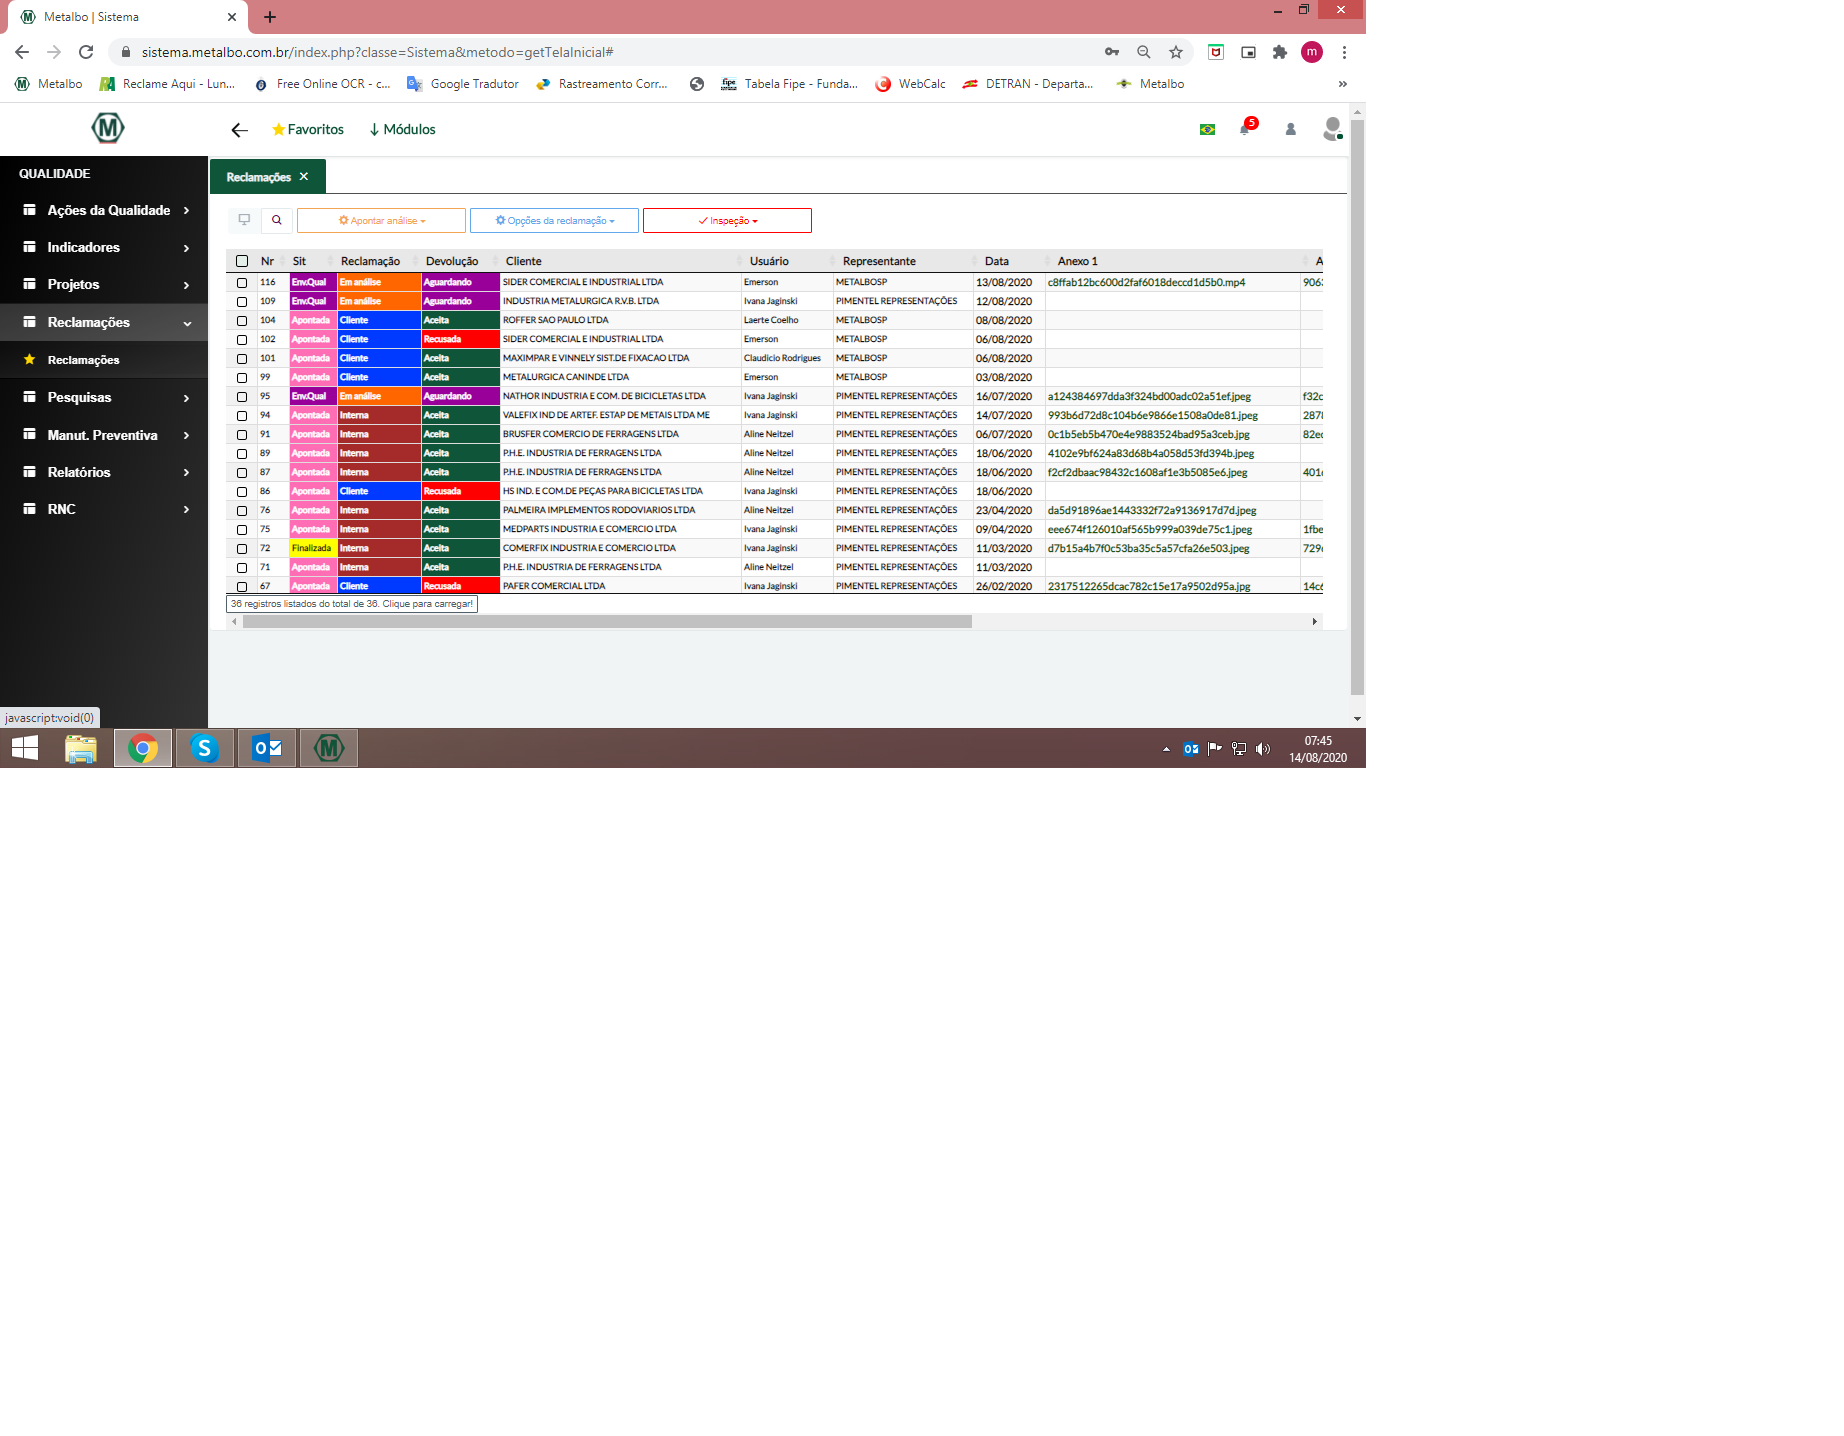 Metalbo | Sistema
sistema.metalbo.com.br/index.php?classe=Sistema&metodo=getTelaInicial#
m
Metalbo Reclame Aqui - Lun... Free Online OCR - c... Google Tradutor Rastreamento Corr... Tabela Fipe - Funda... WebCalc DETRAN - Departa... Metalbo »
M Favoritos Módulos 5
QUALIDADE
Ações da Qualidade
Indicadores
Projetos
Reclamações
Reclamações
Pesquisas
Manut. Preventiva
Relatórios
RNC
Reclamações
Apontar análise Opções da reclamação Inspeção
Nr Sit Reclamação Devolução Cliente Usuário Representante Data Anexo 1 A
116 Env.Qual Em análise Aguardando SIDER COMERCIAL E INDUSTRIAL LTDA Emerson METALBOSP 13/08/2020 c8ffab12bc600d2faf6018deccd1d5b0.mp4 906
109 Env.Qual Em análise Aguardando INDUSTRIA METALURGICA R.V.B. LTDA Ivana Jaginski PIMENTEL REPRESENTAÇÕES 12/08/2020
104 Apontada Cliente Aceita ROFFER SAO PAULO LTDA Laerte Coelho METALBOSP 08/08/2020
102 Apontada Cliente Recusada SIDER COMERCIAL E INDUSTRIAL LTDA Emerson METALBOSP 06/08/2020
101 Apontada Cliente Aceita MAXIMPAR E VINNELY SIST.DE FIXACAO LTDA Claudicio Rodrigues METALBOSP 06/08/2020
99 Apontada Cliente Aceita METALURGICA CANINDE LTDA Emerson METALBOSP 03/08/2020
95 Env.Qual Em análise Aguardando NATHOR INDUSTRIA E COM. DE BICICLETAS LTDA Ivana Jaginski PIMENTEL REPRESENTAÇÕES 16/07/2020 a124384697dda3f324bd00adc02a51ef.jpeg f32c
94 Apontada Interna Aceita VALEFIX IND DE ARTEF. ESTAP DE METAIS LTDA ME Ivana Jaginski PIMENTEL REPRESENTAÇÕES 14/07/2020 993b6d72d8c104b6e9866e1508a0de81.jpeg 2878
91 Apontada Interna Aceita BRUSFER COMERCIO DE FERRAGENS LTDA Aline Neitzel PIMENTEL REPRESENTAÇÕES 06/07/2020 0c1b5eb5b470e4e9883524bad95a3ceb.jpg 82ec
89 Apontada Interna Aceita P.H.E. INDUSTRIA DE FERRAGENS LTDA Aline Neitzel PIMENTEL REPRESENTAÇÕES 18/06/2020 4102e9bf624a83d68b4a058d53fd394b.jpeg
87 Apontada Interna Aceita P.H.E. INDUSTRIA DE FERRAGENS LTDA Aline Neitzel PIMENTEL REPRESENTAÇÕES 18/06/2020 f2cf2dbaac98432c1608af1e3b5085e6.jpeg 401
86 Apontada Cliente Recusada HS IND. E COM.DE PEÇAS PARA BICICLETAS LTDA Ivana Jaginski PIMENTEL REPRESENTAÇÕES 18/06/2020
76 Apontada Interna Aceita PALMEIRA IMPLEMENTOS RODOVIARIOS LTDA Aline Neitzel PIMENTEL REPRESENTAÇÕES 23/04/2020 da5d91896ae1443332f72a9136917d7d.jpeg
75 Apontada Interna Aceita MEDPARTS INDUSTRIA E COMERCIO LTDA Ivana Jaginski PIMENTEL REPRESENTAÇÕES 09/04/2020 eee674f126010af565b999a039de75c1.jpeg 1fbe
72 Finalizada Interna Aceita COMERFIX INDUSTRIA E COMERCIO LTDA Ivana Jaginski PIMENTEL REPRESENTAÇÕES 11/03/2020 d7b15a4b7f0c53ba35c5a57cfa26e503.jpeg 729
71 Apontada Interna Aceita P.H.E. INDUSTRIA DE FERRAGENS LTDA Aline Neitzel PIMENTEL REPRESENTAÇÕES 11/03/2020
67 Apontada Cliente Recusada PAFER COMERCIAL LTDA Ivana Jaginski PIMENTEL REPRESENTAÇÕES 26/02/2020 2317512265dcac782c15e17a9502d95a.jpg 14c
36 registros listados do total de 36. Clique para carregar!
javascript:void(0)
07:45
14/08/2020